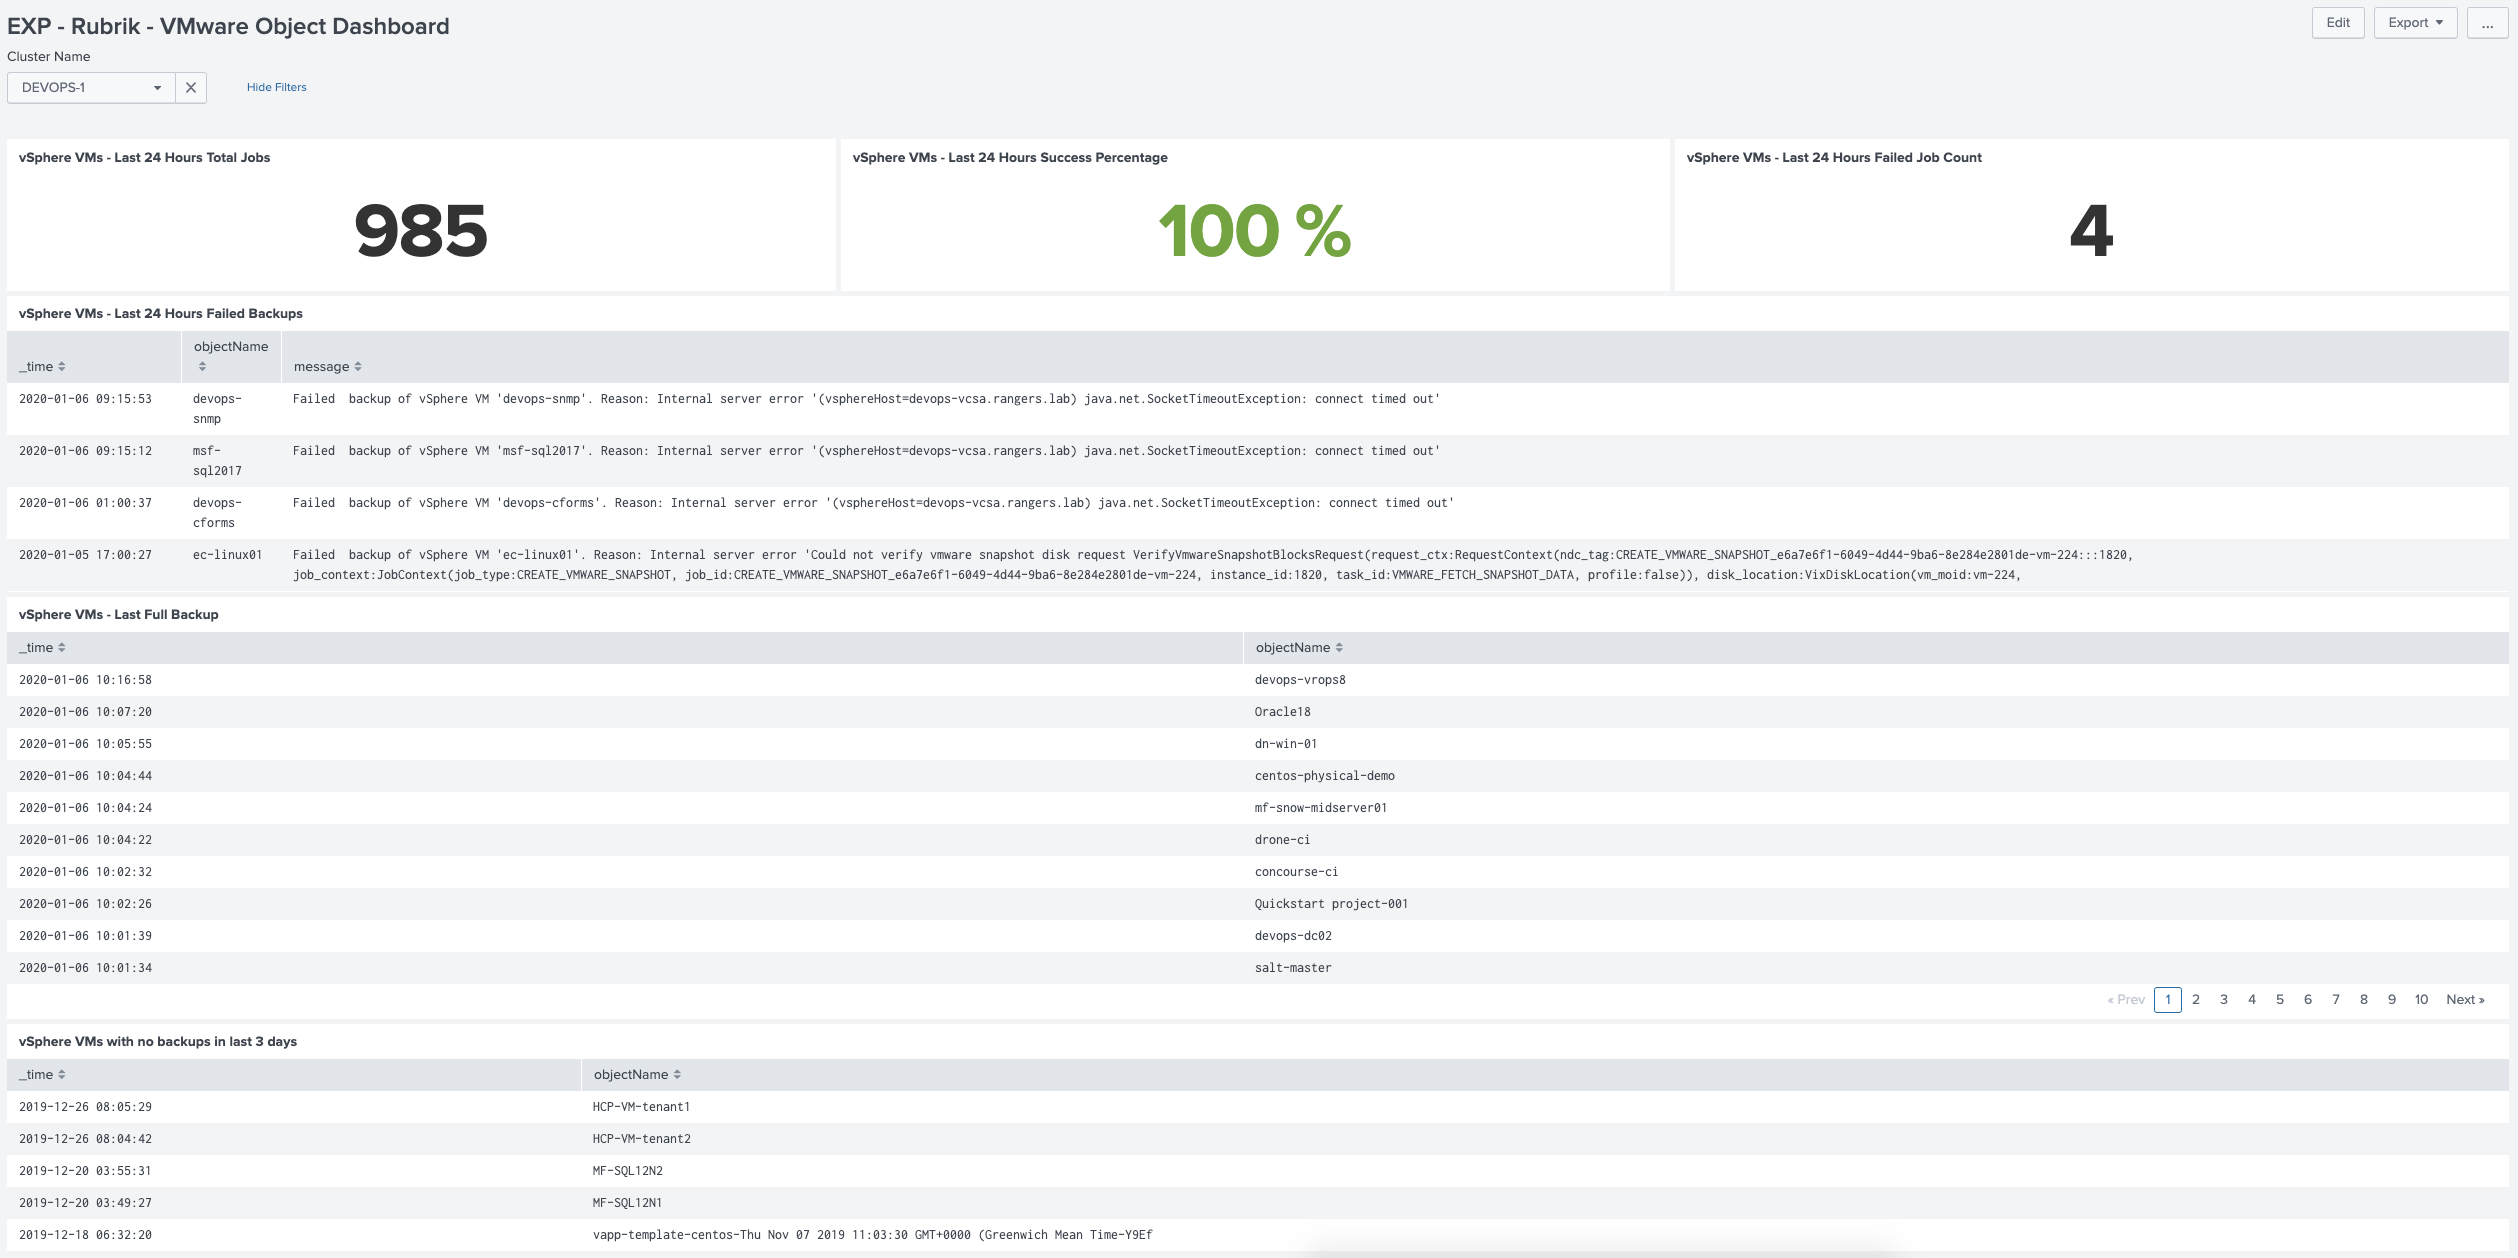 EXP - Rubrik - VMware Object Dashboard
Edit
Export
...
Cluster Name
DEVOPS-1
Hide Filters
vSphere VMs - Last 24 Hours Total Jobs
vSphere VMs - Last 24 Hours Success Percentage
vSphere VMs - Last 24 Hours Failed Job Count
985
100 %
4
vSphere VMs - Last 24 Hours Failed Backups
_time
objectName
message
2020-01-06 09:15:53
devops-
snmp
Failed  backup of vSphere VM 'devops-snmp'. Reason: Internal server error '(vsphereHost=devops-vcsa.rangers.lab) java.net.SocketTimeoutException: connect timed out'
2020-01-06 09:15:12
msf-
sql2017
Failed  backup of vSphere VM 'msf-sql2017'. Reason: Internal server error '(vsphereHost=devops-vcsa.rangers.lab) java.net.SocketTimeoutException: connect timed out'
2020-01-06 01:00:37
devops-
cforms
Failed  backup of vSphere VM 'devops-cforms'. Reason: Internal server error '(vsphereHost=devops-vcsa.rangers.lab) java.net.SocketTimeoutException: connect timed out'
2020-01-05 17:00:27
ec-linux01
Failed  backup of vSphere VM 'ec-linux01'. Reason: Internal server error 'Could not verify vmware snapshot disk request VerifyVmwareSnapshotBlocksRequest(request_ctx:RequestContext(ndc_tag:CREATE_VMWARE_SNAPSHOT_e6a7e6f1-6049-4d44-9ba6-8e284e2801de-vm-224:::1820,
job_context:JobContext(job_type:CREATE_VMWARE_SNAPSHOT, job_id:CREATE_VMWARE_SNAPSHOT_e6a7e6f1-6049-4d44-9ba6-8e284e2801de-vm-224, instance_id:1820, task_id:VMWARE_FETCH_SNAPSHOT_DATA, profile:false)), disk_location:VixDiskLocation(vm_moid:vm-224,
vSphere VMs - Last Full Backup
_time
objectName
2020-01-06 10:16:58
devops-vrops8
2020-01-06 10:07:20
Oracle18
2020-01-06 10:05:55
dn-win-01
2020-01-06 10:04:44
centos-physical-demo
2020-01-06 10:04:24
mf-snow-midserver01
2020-01-06 10:04:22
drone-ci
2020-01-06 10:02:32
concourse-ci
2020-01-06 10:02:26
Quickstart project-001
2020-01-06 10:01:39
devops-dc02
2020-01-06 10:01:34
salt-master
« Prev 1 2 3 4 5 6 7 8 9 10 Next »
vSphere VMs with no backups in last 3 days
_time
objectName
2019-12-26 08:05:29
HCP-VM-tenant1
2019-12-26 08:04:42
HCP-VM-tenant2
2019-12-20 03:55:31
MF-SQL12N2
2019-12-20 03:49:27
MF-SQL12N1
2019-12-18 06:32:20
vapp-template-centos-Thu Nov 07 2019 11:03:30 GMT+0000 (Greenwich Mean Time-Y9Ef